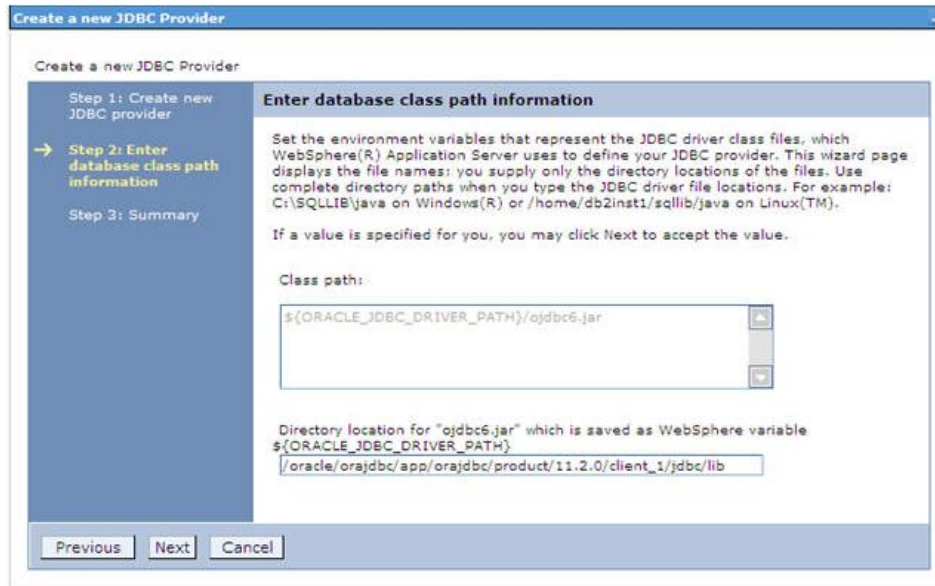 Create a new JDBC Provider
Create a new JDBC Provider
Step 1: Create new
JDBC provider
Step 2: Enter
database class path
information
Step 3: Summary
Enter database class path information
Set the environment variables that represent the JDBC driver class files, which
WebSphere(R) Application Server uses to define your JDBC provider. This wizard page
displays the file names; you supply only the directory locations of the files. Use
complete directory paths when you type the JDBC driver file locations. For example:
C:\SQLLIB\java on Windows(R) or /home/db2inst1/sqllib/java on Linux(TM).
If a value is specified for you, you may click Next to accept the value.
Class path:
${ORACLE_JDBC_DRIVER_PATH}/ojdbc6.jar
Directory location for "ojdbc6.jar" which is saved as WebSphere variable
${ORACLE_JDBC_DRIVER_PATH}
/oracle/orajdbc/app/orajdbc/product/11.2.0/client_1/jdbc/lib
Previous Next Cancel